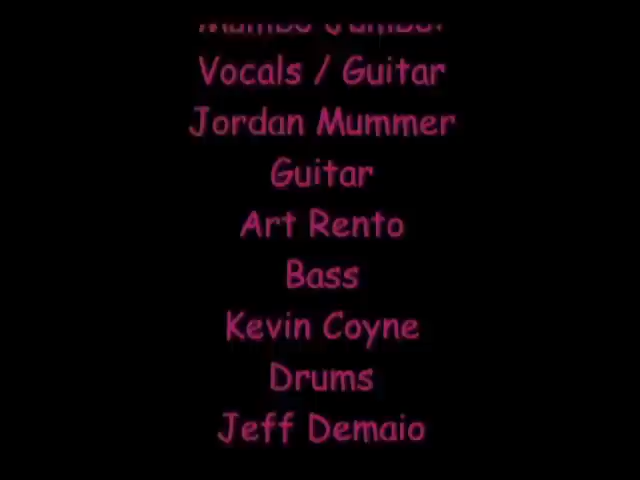 Vocals / Guitar
Jordan Mummer
Guitar
Art Rento
Bass
Kevin Coyne
Drums
Jeff Demaio